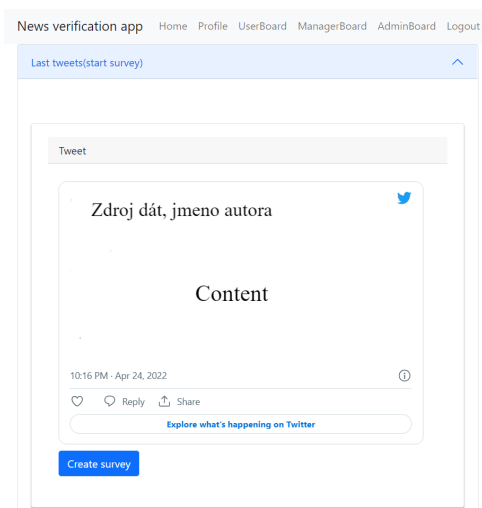 News verification app Home Profile UserBoard ManagerBoard AdminBoard Logout
Last tweets(start survey)
Tweet
Zdroj dát, jmeno autora
Content
10:16 PM · Apr 24, 2022
Reply Share
Explore what's happening on Twitter
Create survey